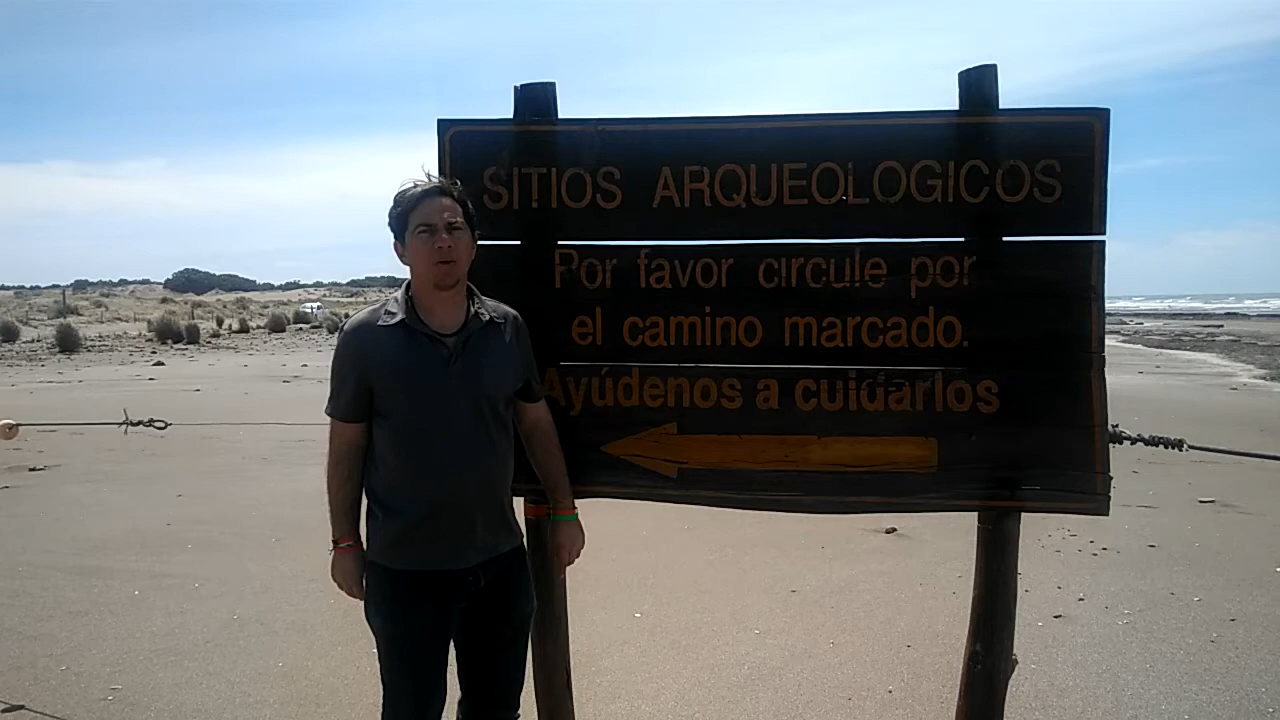 SITIOS ARQUEOLOGICOS
Por favor circule por
el camino marcado.
Ayúdenos a cuidarlos